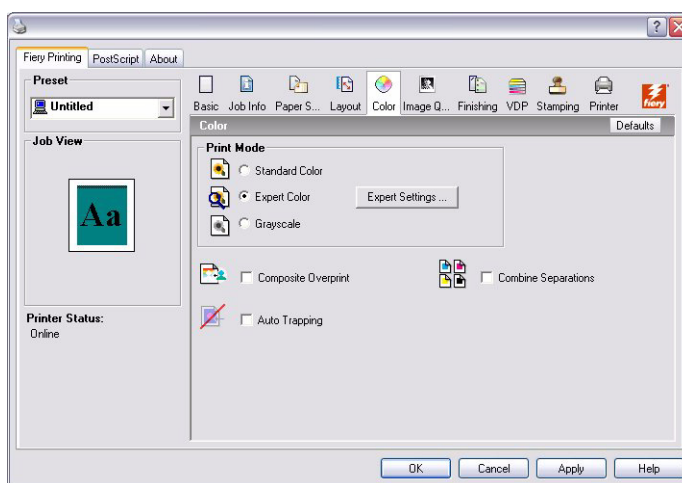 Fiery Printing PostScript About
Preset
Untitled
Job View
Aa
Printer Status:
Online
Basic Job Info Paper S... Layout Color Image Q... Finishing VDP Stamping Printer fiery
Color Defaults
Print Mode
Standard Color
Expert Color Expert Settings ...
Grayscale
Composite Overprint Combine Separations
Auto Trapping
OK Cancel Apply Help